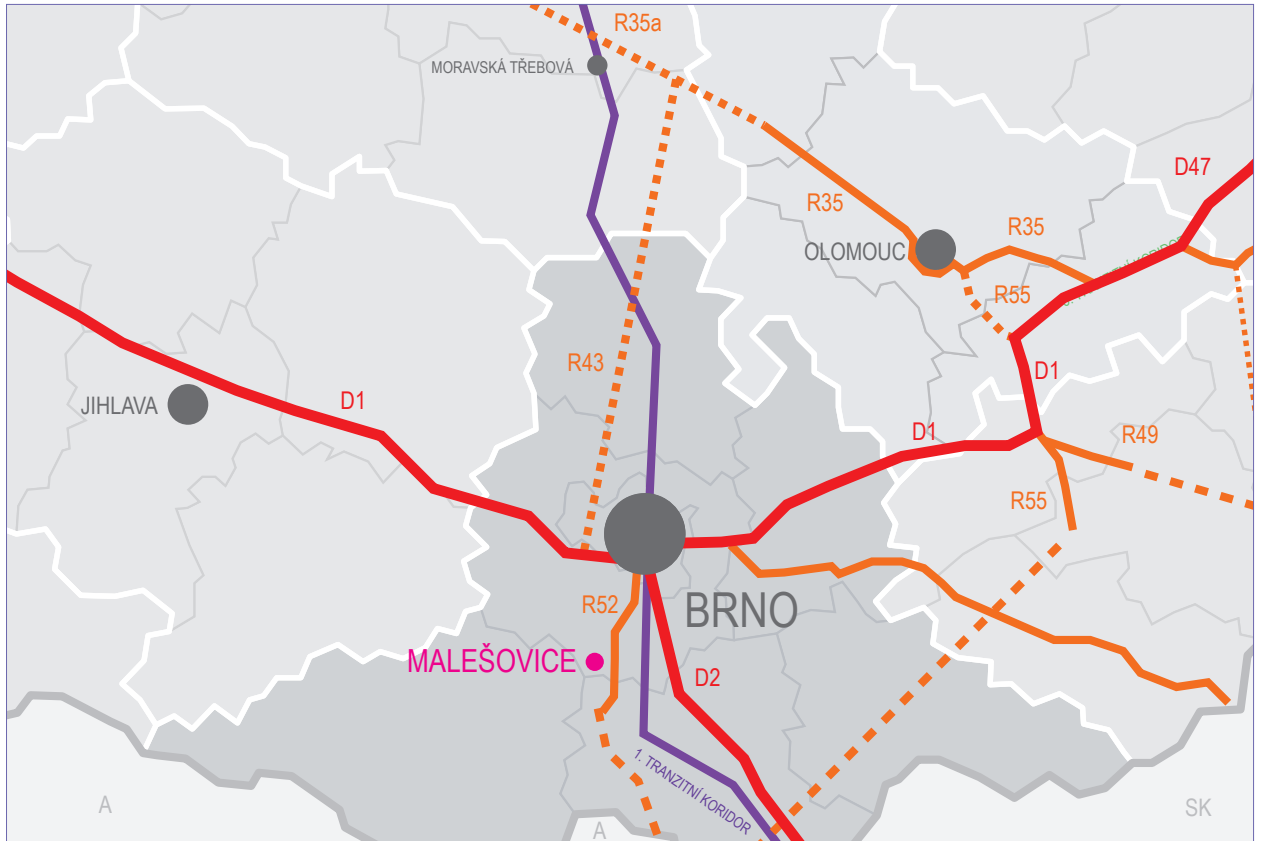 R35a
MORAVSKÁ TŘEBOVÁ
D47
R35
R35
OLOMOUC
R55
R43
D1
JIHLAVA
D1
D1
R49
R55
R52
BRNO
MALEŠOVICE
D2
1. TRANZITNÍ KORIDOR
A
A
SK